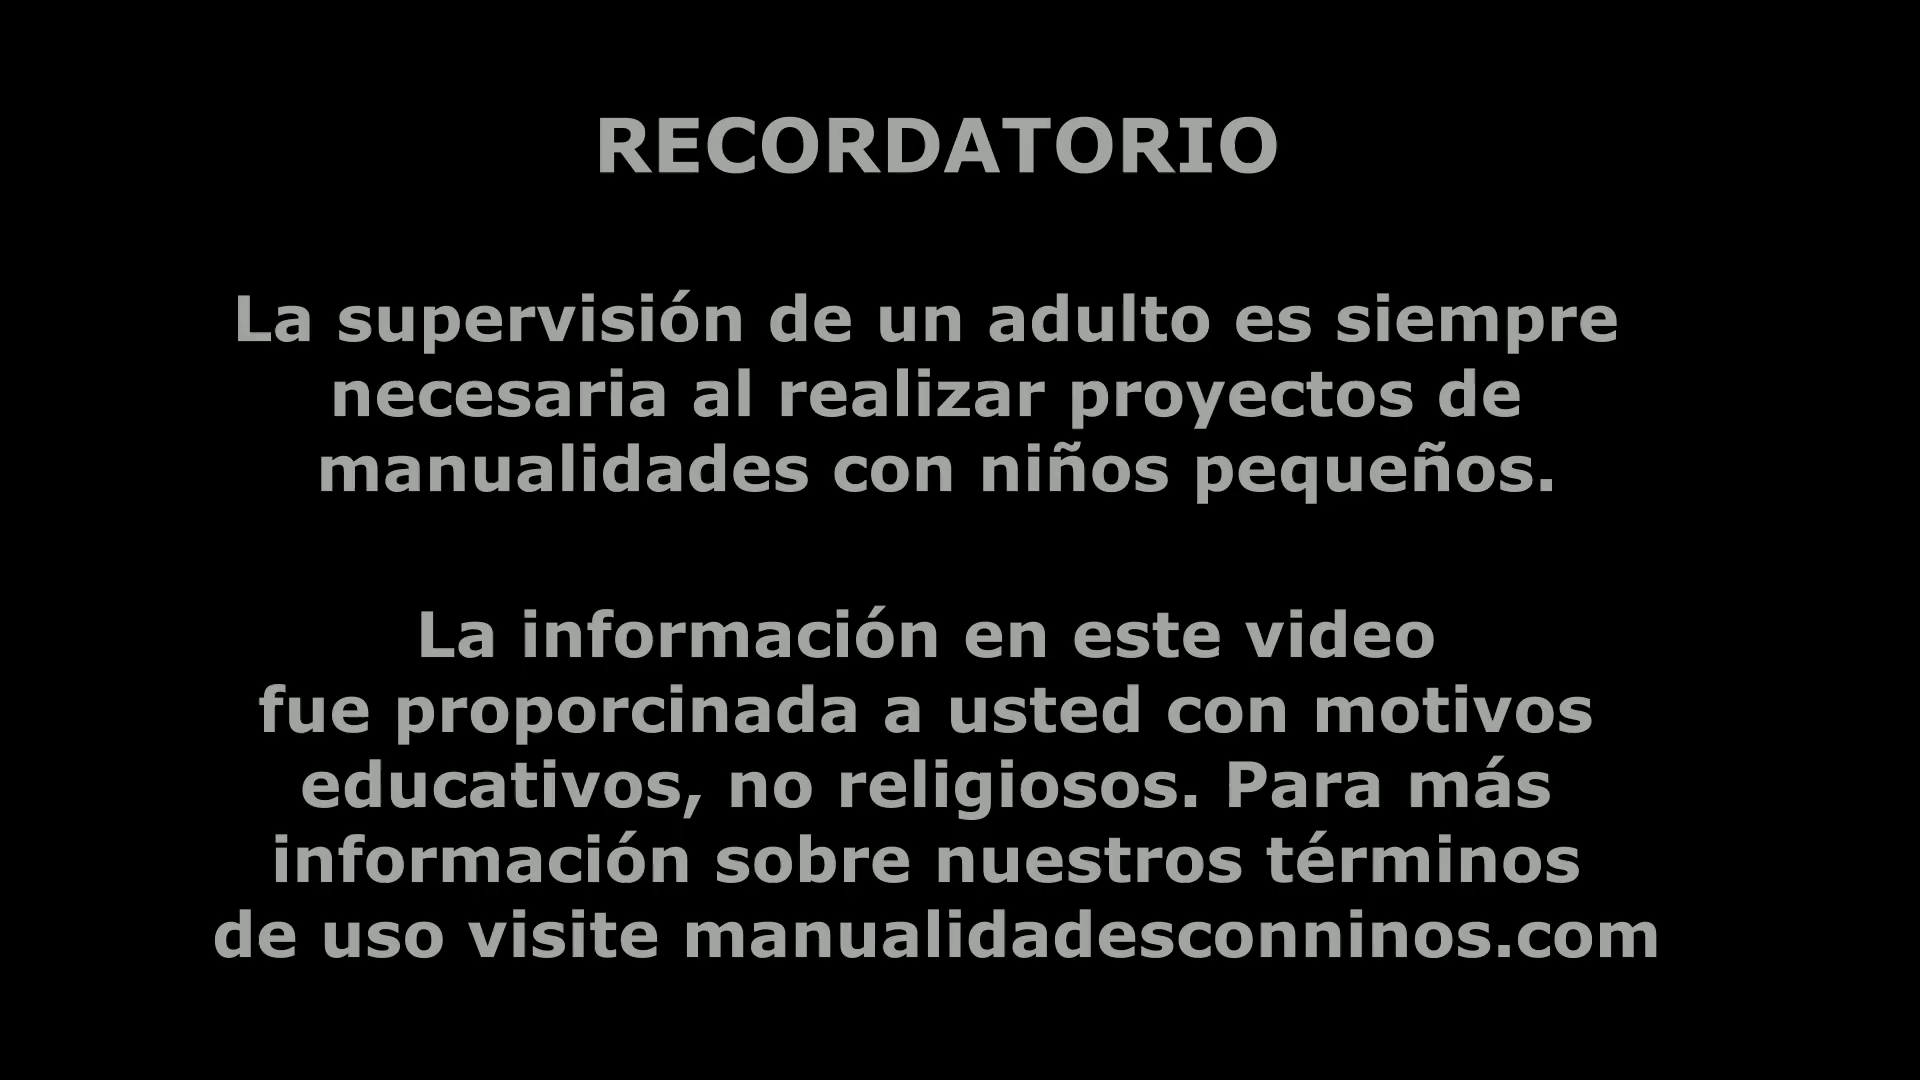 RECORDATORIO
La supervisión de un adulto es siempre
necesaria al realizar proyectos de
manualidades con niños pequeños.
La información en este video
fue proporcinada a usted con motivos
educativos, no religiosos. Para más
información sobre nuestros términos
de uso visite manualidadesconninos.com